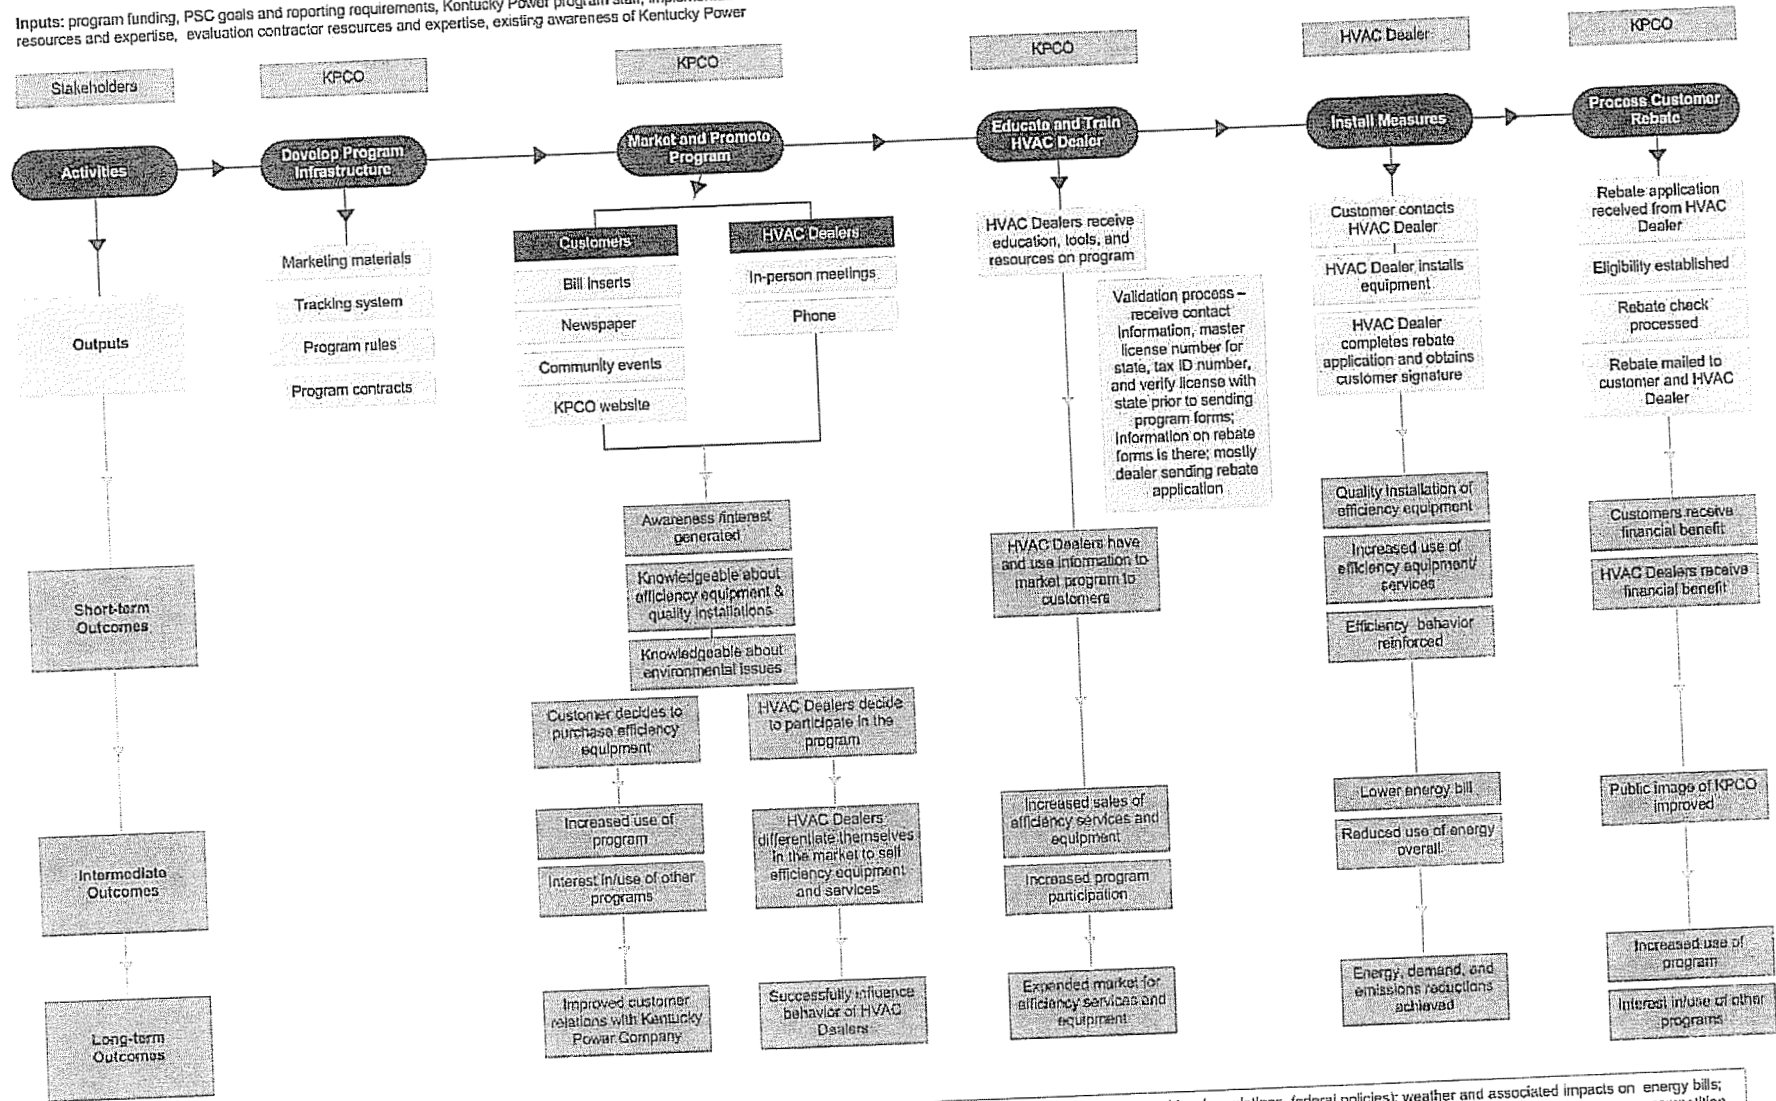 Inputs: program funding, PSC goals and reporting requirements, Kentucky Power program staff,
resources and expertise, evaluation contractor resources and expertise, existing awareness of Kentucky Power
Stakeholders
KPCO
KPCO
KPCO
HVAC Dealer
KPCO
Activities
Develop Program
Infrastructure
Market and Promote
Program
Educate and Train
HVAC Dealer
Install Measures
Process Customer
Rebate
Outputs
Marketing materials
Tracking system
Program rules
Program contracts
Customers
Bill Inserts
Newspaper
Community events
KPCO website
HVAC Dealers
In-person meetings
Phone
HVAC Dealers receive
education, tools, and
resources on program
Validation process –
receive contact
information, master
license number for
state, tax ID number,
and verify license with
state prior to sending
program forms;
Information on rebate
forms is there; mostly
dealer sending rebate
application
Customer contacts
HVAC Dealer
HVAC Dealer installs
equipment
HVAC Dealer
completes rebate
application and obtains
customer signature
Rebate application
received from HVAC
Dealer
Eligibility established
Rebate check
processed
Rebate mailed to
customer and HVAC
Dealer
Short-term
Outcomes
Awareness /interest
generated
Knowledgeable about
efficiency equipment &
quality installations
Knowledgeable about
environmental issues
Customer decides to
purchase efficiency
equipment
HVAC Dealers decide
to participate in the
program
HVAC Dealers have
and use information to
market program to
customers
Quality installation of
efficiency equipment
Increased use of
efficiency equipment/
services
Efficiency behavior
reinforced
Customers receive
financial benefit
HVAC Dealers receive
financial benefit
Intermediate
Outcomes
Increased use of
program
Interest in/use of other
programs
HVAC Dealers
differentiate themselves
in the market to sell
efficiency equipment
and services
Increased sales of
efficiency services and
equipment
Increased program
participation
Lower energy bill
Reduced use of energy
overall
Public image of KPCO
improved
Long-term
Outcomes
Improved customer
relations with Kentucky
Power Company
Successfully influence
behavior of HVAC
Dealers
Expanded market for
efficiency services and
equipment
Energy, demand, and
emissions reductions
achieved
Increased use of
program
Interest in/use of other
programs
federal policies); weather and associated impacts on energy bills;